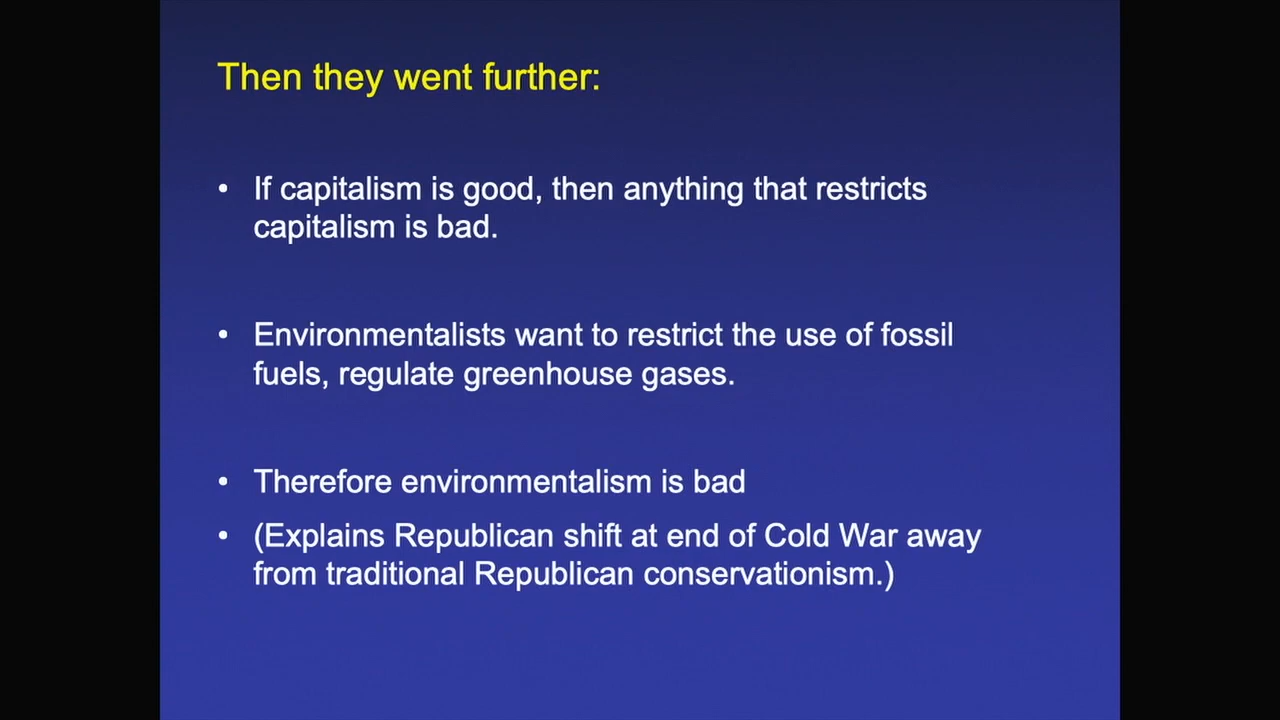 Then they went further:
• If capitalism is good, then anything that restricts
capitalism is bad.
• Environmentalists want to restrict the use of fossil
fuels, regulate greenhouse gases.
• Therefore environmentalism is bad
• (Explains Republican shift at end of Cold War away
from traditional Republican conservationism.)